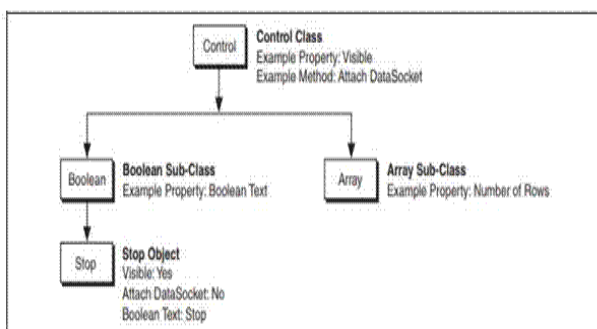 Control
Control Class
Example Property: Visible
Example Method: Attach DataSocket
Boolean
Boolean Sub-Class
Example Property: Boolean Text
Array
Array Sub-Class
Example Property: Number of Rows
Stop
Stop Object
Visible: Yes
Attach DataSocket: No
Boolean Text: Stop